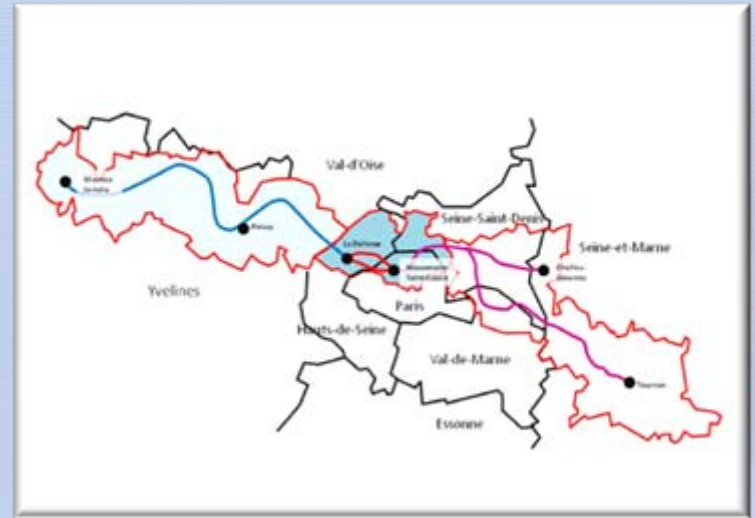 Val-d'Oise
Seine-Saint-Denis
Seine-et-Marne
Poissy
La Défense
Yvelines
Paris
Hauts-de-Seine
Val-de-Marne
Tournan
Essonne